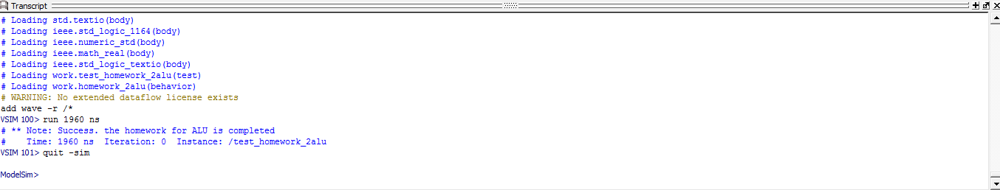 Transcript
# Loading std.textio(body)
# Loading ieee.std_logic_1164(body)
# Loading ieee.numeric_std(body)
# Loading ieee.math_real(body)
# Loading ieee.std_logic_textio(body)
# Loading work.test_homework_2alu(test)
# Loading work.homework_2alu(behavior)
# WARNING: No extended dataflow license exists
add wave -r /*
VSIM 100> run 1960 ns
# ** Note: Success. the homework for ALU is completed
#    Time: 1960 ns  Iteration: 0  Instance: /test_homework_2alu
VSIM 101> quit -sim
ModelSim>